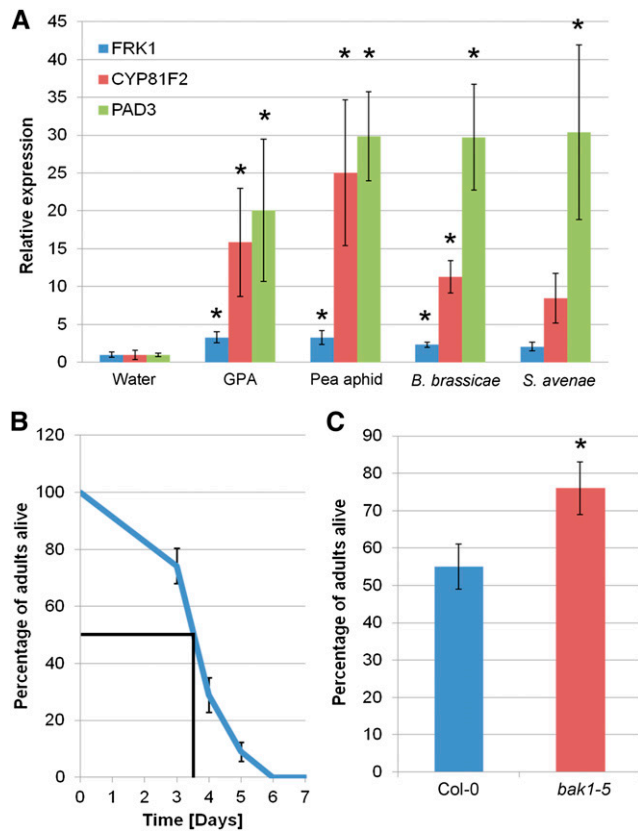 A
Relative expression
45
40
35
30
25
20
15
10
5
0
FRK1
CYP81F2
PAD3
* * * * * * * * *
Water GPA Pea aphid B. brassicae S. avenae
B
Percentage of adults alive
120
100
80
60
40
20
0
0 1 2 3 4 5 6 7
Time [Days]
C
Percentage of adults alive
90
80
70
60
50
40
30
20
10
0
*
Col-0 bak1-5